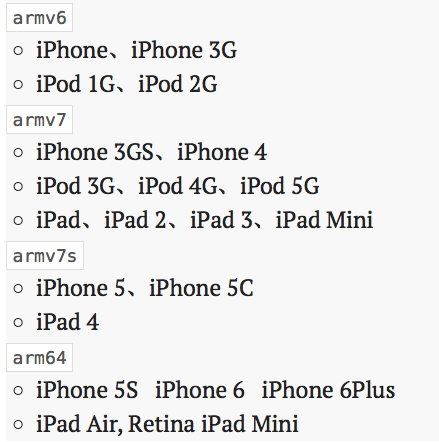 armv6
iPhone、iPhone 3G
iPod 1G、iPod 2G
armv7
iPhone 3GS、iPhone 4
iPod 3G、iPod 4G、iPod 5G
iPad、iPad 2、iPad 3、iPad Mini
armv7s
iPhone 5、iPhone 5C
iPad 4
arm64
iPhone 5S iPhone 6 iPhone 6Plus
iPad Air, Retina iPad Mini